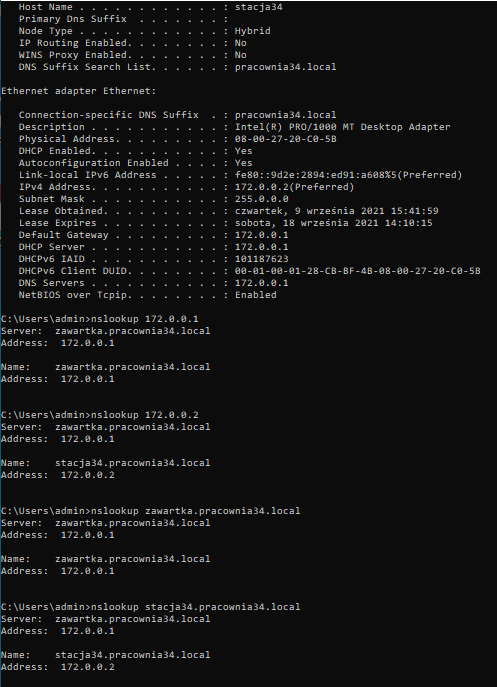 Host Name . . . . . . . . . . . . : stacja34
Primary Dns Suffix  . . . . . . . :
Node Type . . . . . . . . . . . . : Hybrid
IP Routing Enabled. . . . . . . . : No
WINS Proxy Enabled. . . . . . . . : No
DNS Suffix Search List. . . . . . : pracownia34.local
Ethernet adapter Ethernet:
Connection-specific DNS Suffix  . : pracownia34.local
Description . . . . . . . . . . . : Intel(R) PRO/1000 MT Desktop Adapter
Physical Address. . . . . . . . . : 08-00-27-20-C0-5B
DHCP Enabled. . . . . . . . . . . : Yes
Autoconfiguration Enabled . . . . : Yes
Link-local IPv6 Address . . . . . : fe80::9d2e:2894:ed91:a608%5(Preferred)
IPv4 Address. . . . . . . . . . . : 172.0.0.2(Preferred)
Subnet Mask . . . . . . . . . . . : 255.0.0.0
Lease Obtained. . . . . . . . . . : czwartek, 9 września 2021 15:41:59
Lease Expires . . . . . . . . . . : sobota, 18 września 2021 14:10:15
Default Gateway . . . . . . . . . : 172.0.0.1
DHCP Server . . . . . . . . . . . : 172.0.0.1
DHCPv6 IAID . . . . . . . . . . . : 101187623
DHCPv6 Client DUID. . . . . . . . : 00-01-00-01-28-CB-BF-4B-08-00-27-20-C0-5B
DNS Servers . . . . . . . . . . . : 172.0.0.1
NetBIOS over Tcpip. . . . . . . . : Enabled
C:\Users\admin>nslookup 172.0.0.1
Server:  zawartka.pracownia34.local
Address:  172.0.0.1
Name:    zawartka.pracownia34.local
Address:  172.0.0.1
C:\Users\admin>nslookup 172.0.0.2
Server:  zawartka.pracownia34.local
Address:  172.0.0.1
Name:    stacja34.pracownia34.local
Address:  172.0.0.2
C:\Users\admin>nslookup zawartka.pracownia34.local
Server:  zawartka.pracownia34.local
Address:  172.0.0.1
Name:    zawartka.pracownia34.local
Address:  172.0.0.1
C:\Users\admin>nslookup stacja34.pracownia34.local
Server:  zawartka.pracownia34.local
Address:  172.0.0.1
Name:    stacja34.pracownia34.local
Address:  172.0.0.2